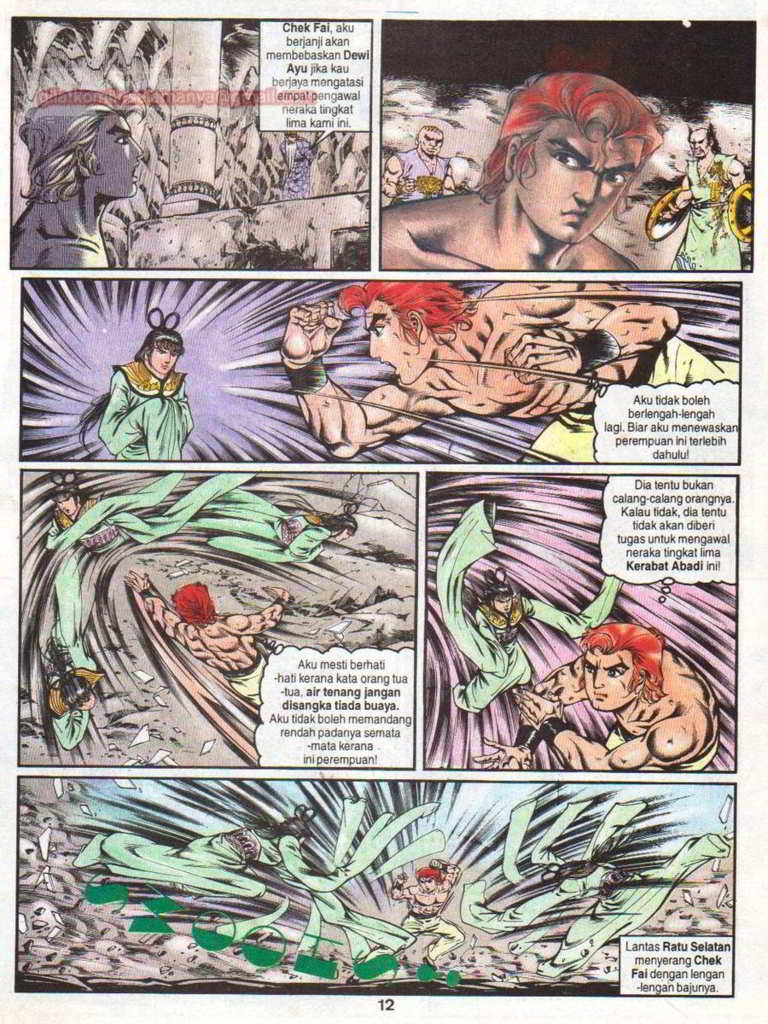 Chek Fai, aku
berjanji akan
membebaskan Dewi
Ayu jika kau
berjaya mengatasi
empat pengawal
neraka tingkat
lima kami ini.
Aku tidak boleh
berlengah-lengah
lagi. Biar aku menewaskan
perempuan ini terlebih
dahulu!
Aku mesti berhati
-hati kerana kata orang tua
-tua, air tenang jangan
disangka tiada buaya.
Aku tidak boleh memandang
rendah padanya semata
-mata kerana
ini perempuan!
Dia tentu bukan
calang-calang orangnya.
Kalau tidak, dia tentu
tidak akan diberi
tugas untuk mengawal
neraka tingkat lima
Kerabat Abadi ini!
Lantas Ratu Selatan
menyerang Chek
Fai dengan lengan
-lengan bajunya.
12